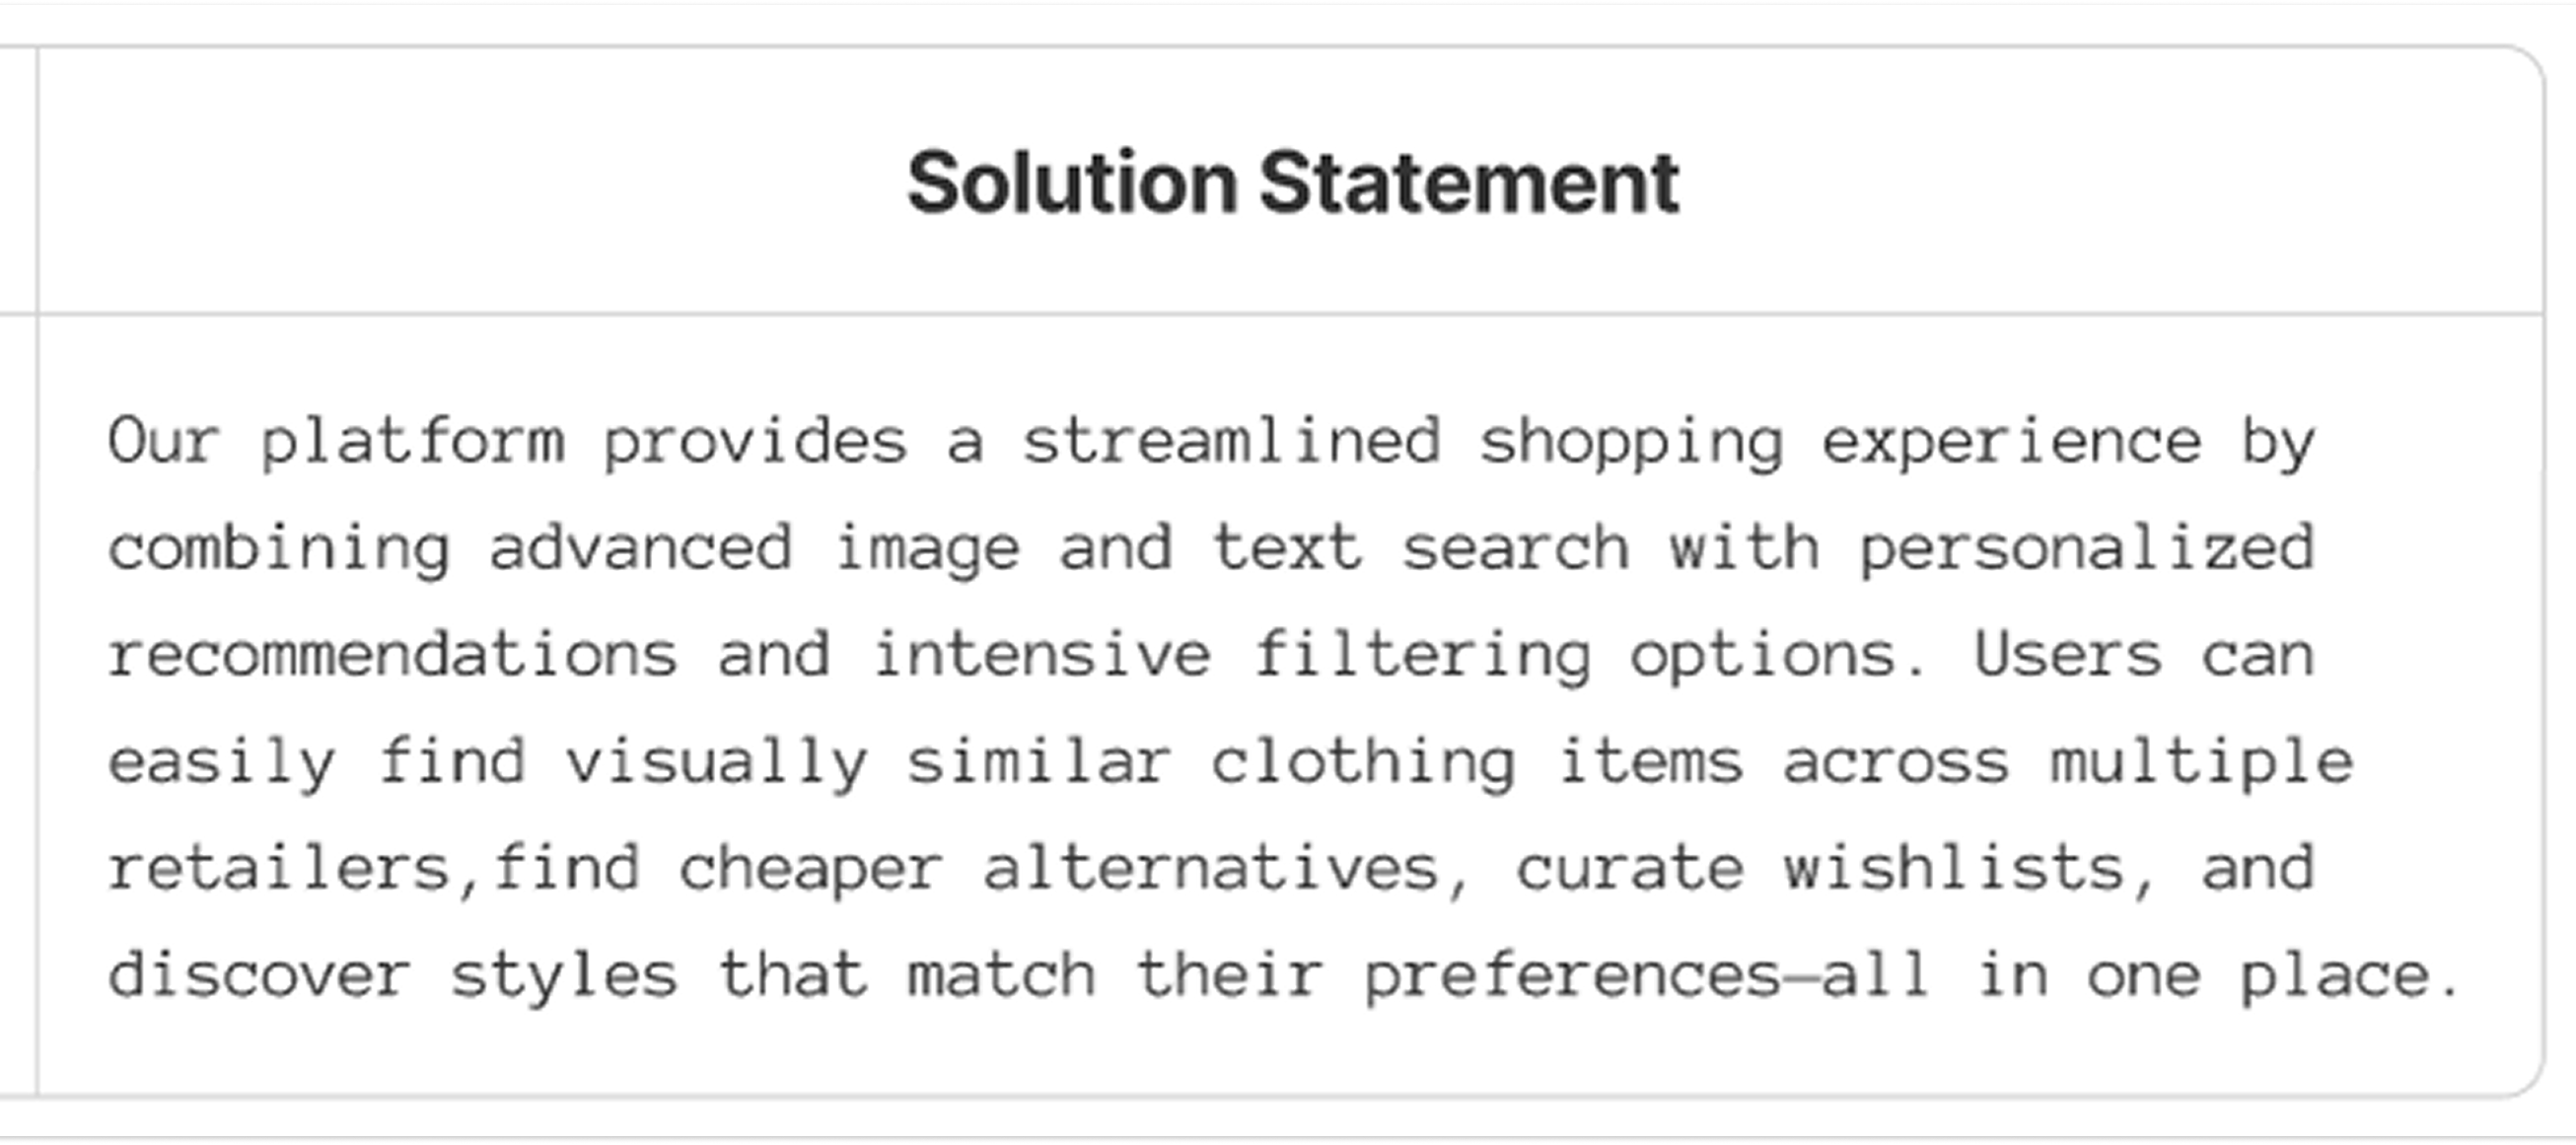 Solution Statement
Our platform provides a streamlined shopping experience by
combining advanced image and text search with personalized
recommendations and intensive filtering options. Users can
easily find visually similar clothing items across multiple
retailers,find cheaper alternatives, curate wishlists, and
discover styles that match their preferences—all in one place.